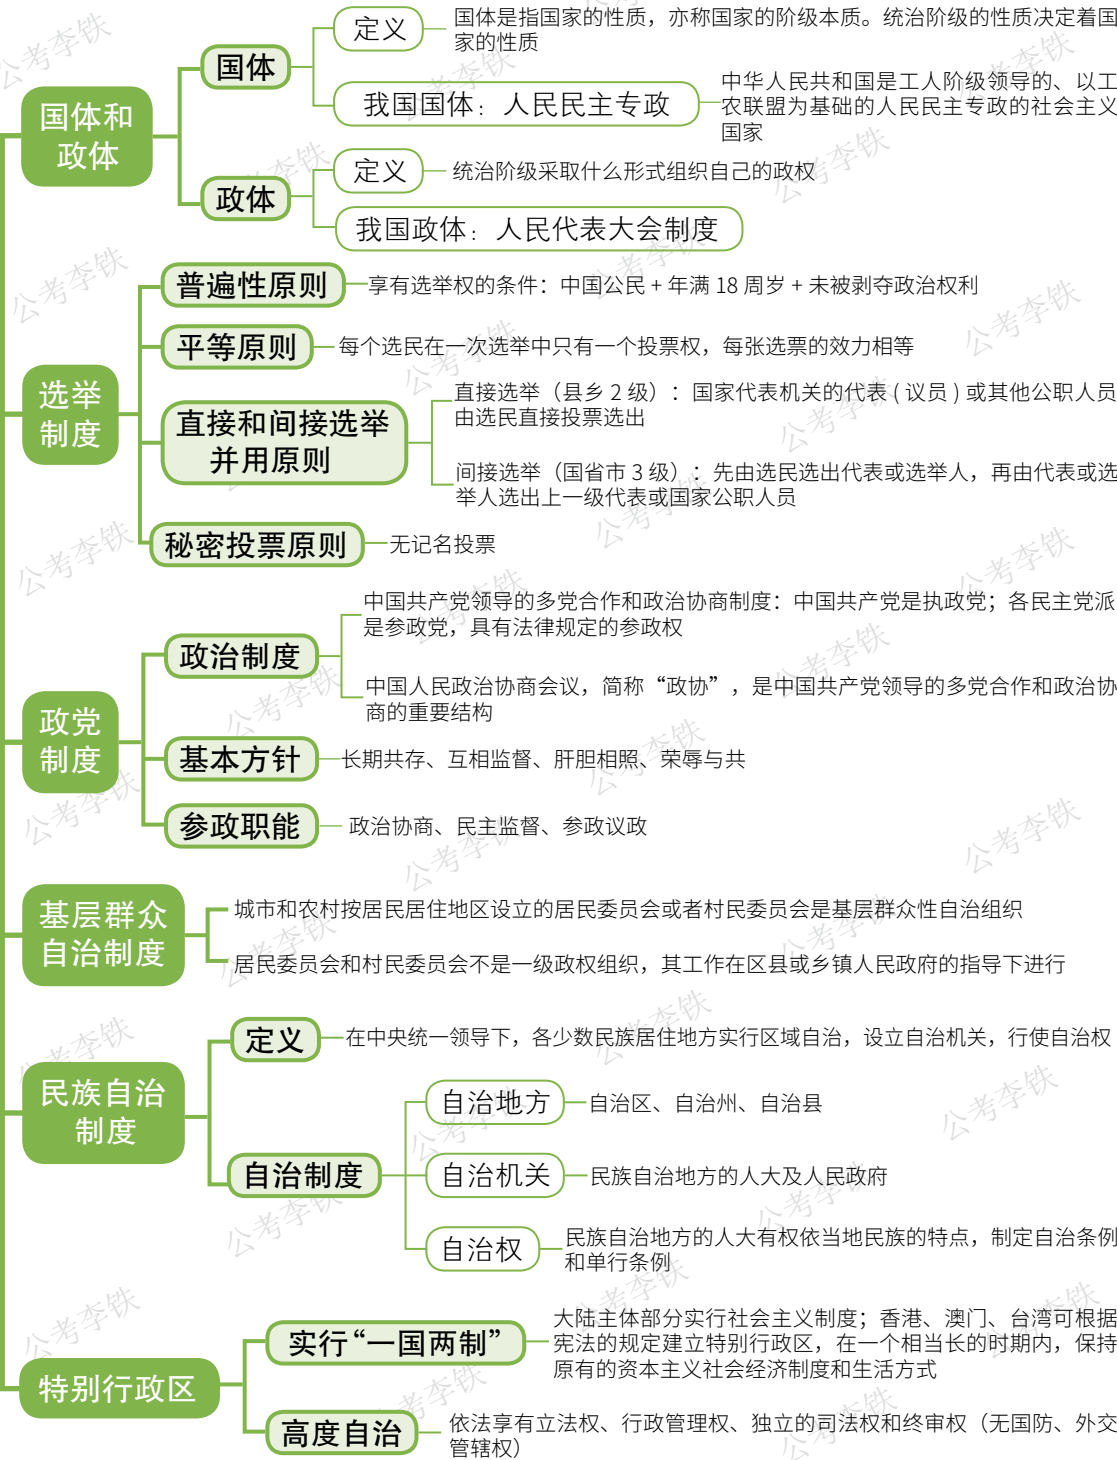 国体和
政体
国体
定义
国体是指国家的性质，亦称国家的阶级本质。统治阶级的性质决定着国
家的性质
我国国体：人民民主专政
中华人民共和国是工人阶级领导的、以工
农联盟为基础的人民民主专政的社会主义
国家
政体
定义
统治阶级采取什么形式组织自己的政权
我国政体：人民代表大会制度
选举
制度
普遍性原则
享有选举权的条件：中国公民 + 年满 18 周岁 + 未被剥夺政治权利
平等原则
每个选民在一次选举中只有一个投票权，每张选票的效力相等
直接和间接选举
并用原则
直接选举（县乡 2 级）：国家代表机关的代表 ( 议员 ) 或其他公职人员
由选民直接投票选出
间接选举（国省市 3 级）：先由选民选出代表或选举人，再由代表或选
举人选出上一级代表或国家公职人员
秘密投票原则
无记名投票
政党
制度
政治制度
中国共产党领导的多党合作和政治协商制度：中国共产党是执政党；各民主党派
是参政党，具有法律规定的参政权
中国人民政治协商会议，简称“政协”，是中国共产党领导的多党合作和政治协
商的重要结构
基本方针
长期共存、互相监督、肝胆相照、荣辱与共
参政职能
政治协商、民主监督、参政议政
基层群众
自治制度
城市和农村按居民居住地区设立的居民委员会或者村民委员会是基层群众性自治组织
居民委员会和村民委员会不是一级政权组织，其工作在区县或乡镇人民政府的指导下进行
民族自治
制度
定义
在中央统一领导下，各少数民族居住地方实行区域自治，设立自治机关，行使自治权
自治制度
自治地方
自治区、自治州、自治县
自治机关
民族自治地方的人大及人民政府
自治权
民族自治地方的人大有权依当地民族的特点，制定自治条例
和单行条例
特别行政区
实行“一国两制”
大陆主体部分实行社会主义制度；香港、澳门、台湾可根据
宪法的规定建立特别行政区，在一个相当长的时期内，保持
原有的资本主义社会经济制度和生活方式
高度自治
依法享有立法权、行政管理权、独立的司法权和终审权（无国防、外交
管辖权）
公考李铁